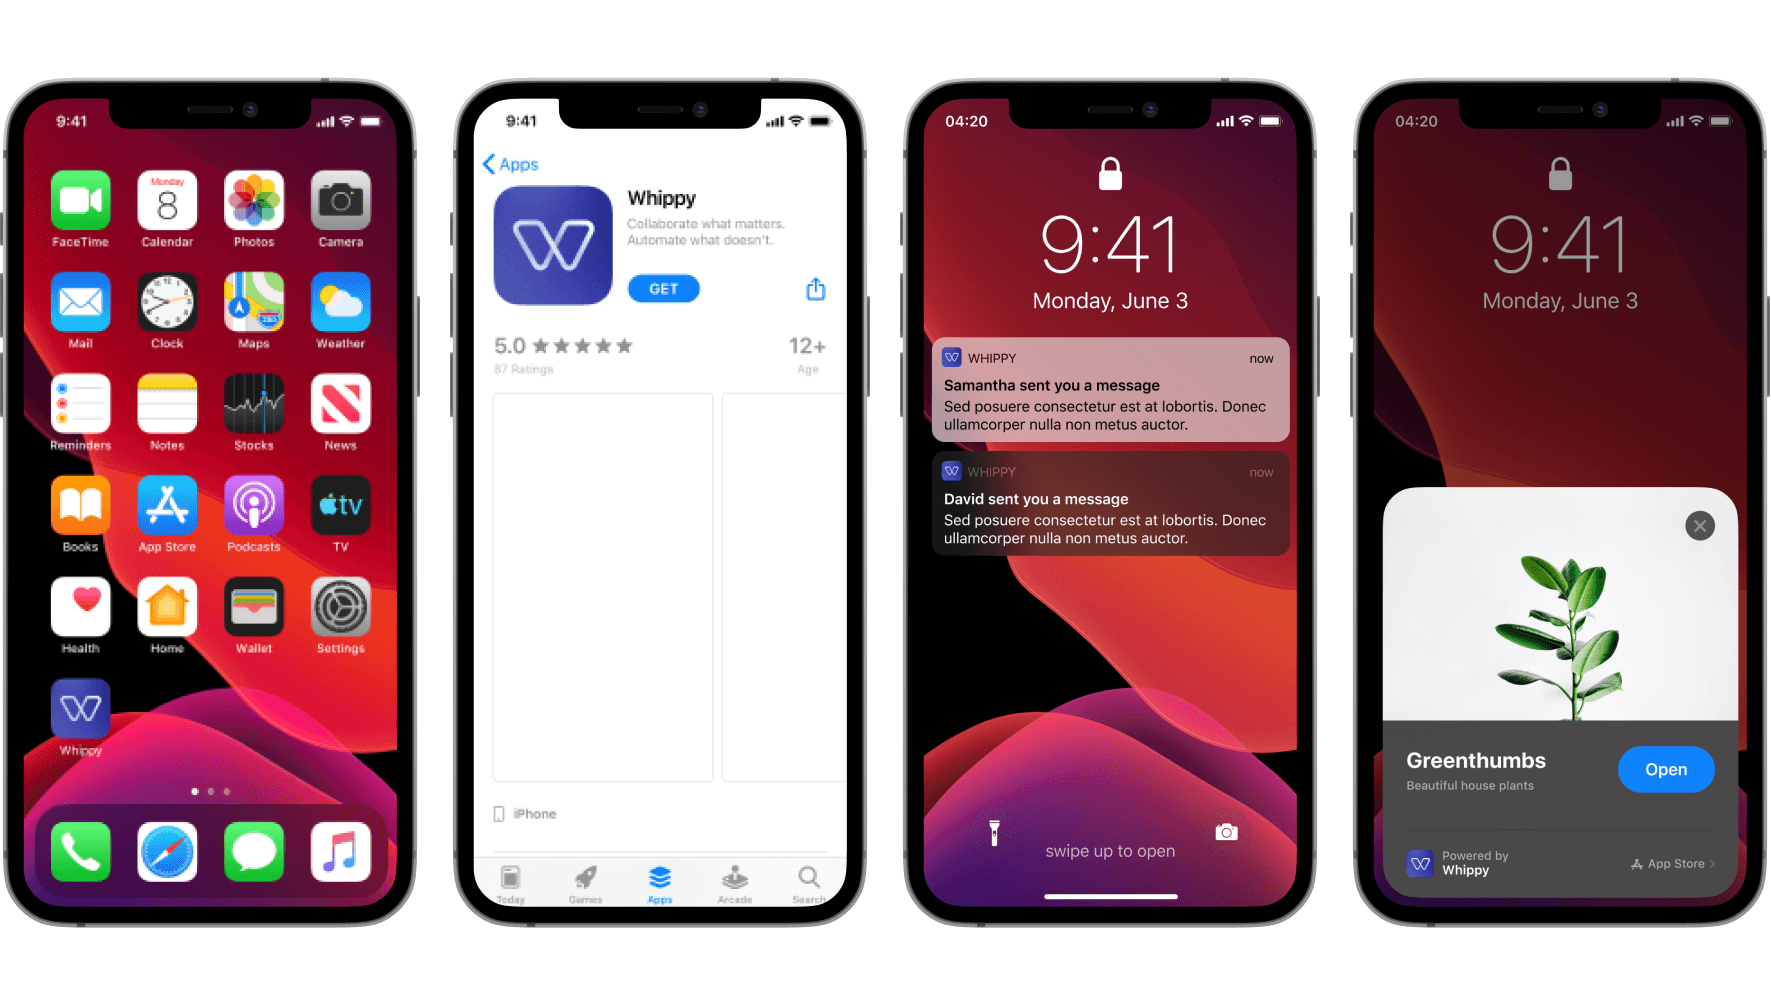 9:41
Monday
8
FaceTime
Calendar
Photos
Camera
280
Mail
Clock
Maps
Weather
Reminders
Notes
Stocks
News
tv
Books
App Store
Podcasts
TV
Health
Home
Wallet
Settings
Whippy
9:41
Apps
Whippy
Collaborate what matters.
Automate what doesn't.
GET
5.0 ★★★★★
12+
87 Ratings
Age
iPhone
Today
Games
Apps
Arcade
Search
04:20
9:41
Monday, June 3
WHIPPY
now
Samantha sent you a message
Sed posuere consectetur est at lobortis. Donec
ullamcorper nulla non metus auctor.
WHIPPY
now
David sent you a message
Sed posuere consectetur est at lobortis. Donec
ullamcorper nulla non metus auctor.
swipe up to open
04:20
9:41
Monday, June 3
Greenthumbs
Beautiful house plants
Open
Powered by
Whippy
App Store